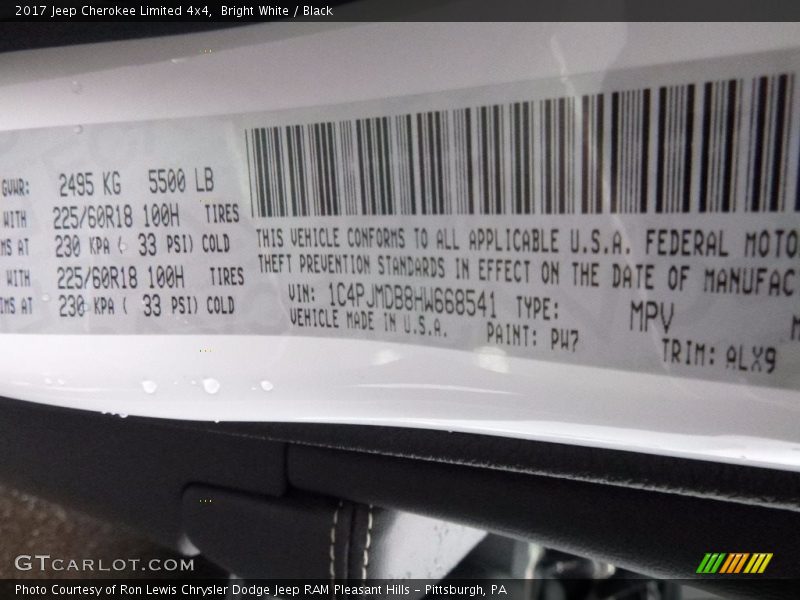 2017 Jeep Cherokee Limited 4x4, Bright White / Black
GVWR: 2495 KG 5500 LB
WITH 225/60R18 100H TIRES
MS AT 230 KPA ( 33 PSI) COLD
WITH 225/60R18 100H TIRES
IMS AT 230 KPA ( 33 PSI) COLD
THIS VEHICLE CONFORMS TO ALL APPLICABLE U.S.A. FEDERAL MOTO
THEFT PREVENTION STANDARDS IN EFFECT ON THE DATE OF MANUFAC
VIN: 1C4PJMDB8HW668541 TYPE: MPV
VEHICLE MADE IN U.S.A. PAINT: PW7 M
TRIM: ALX9
GTCARLOT.COM
Photo Courtesy of Ron Lewis Chrysler Dodge Jeep RAM Pleasant Hills - Pittsburgh, PA